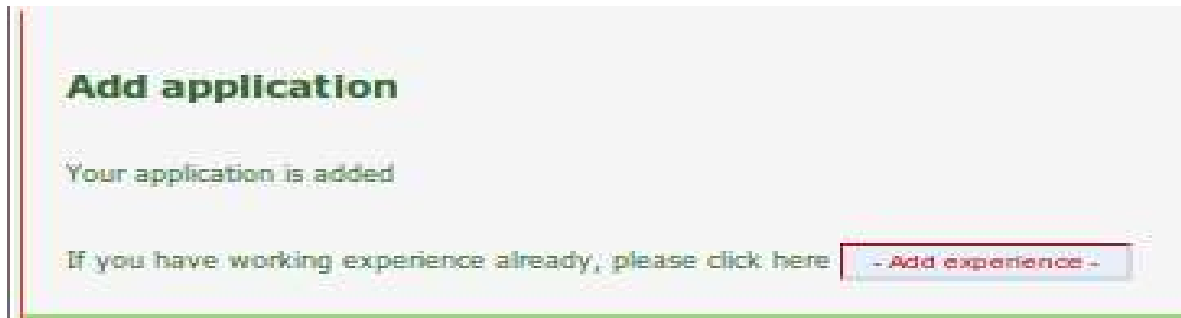 Add application
Your application is added
If you have working experience already, please click here - Add experience -